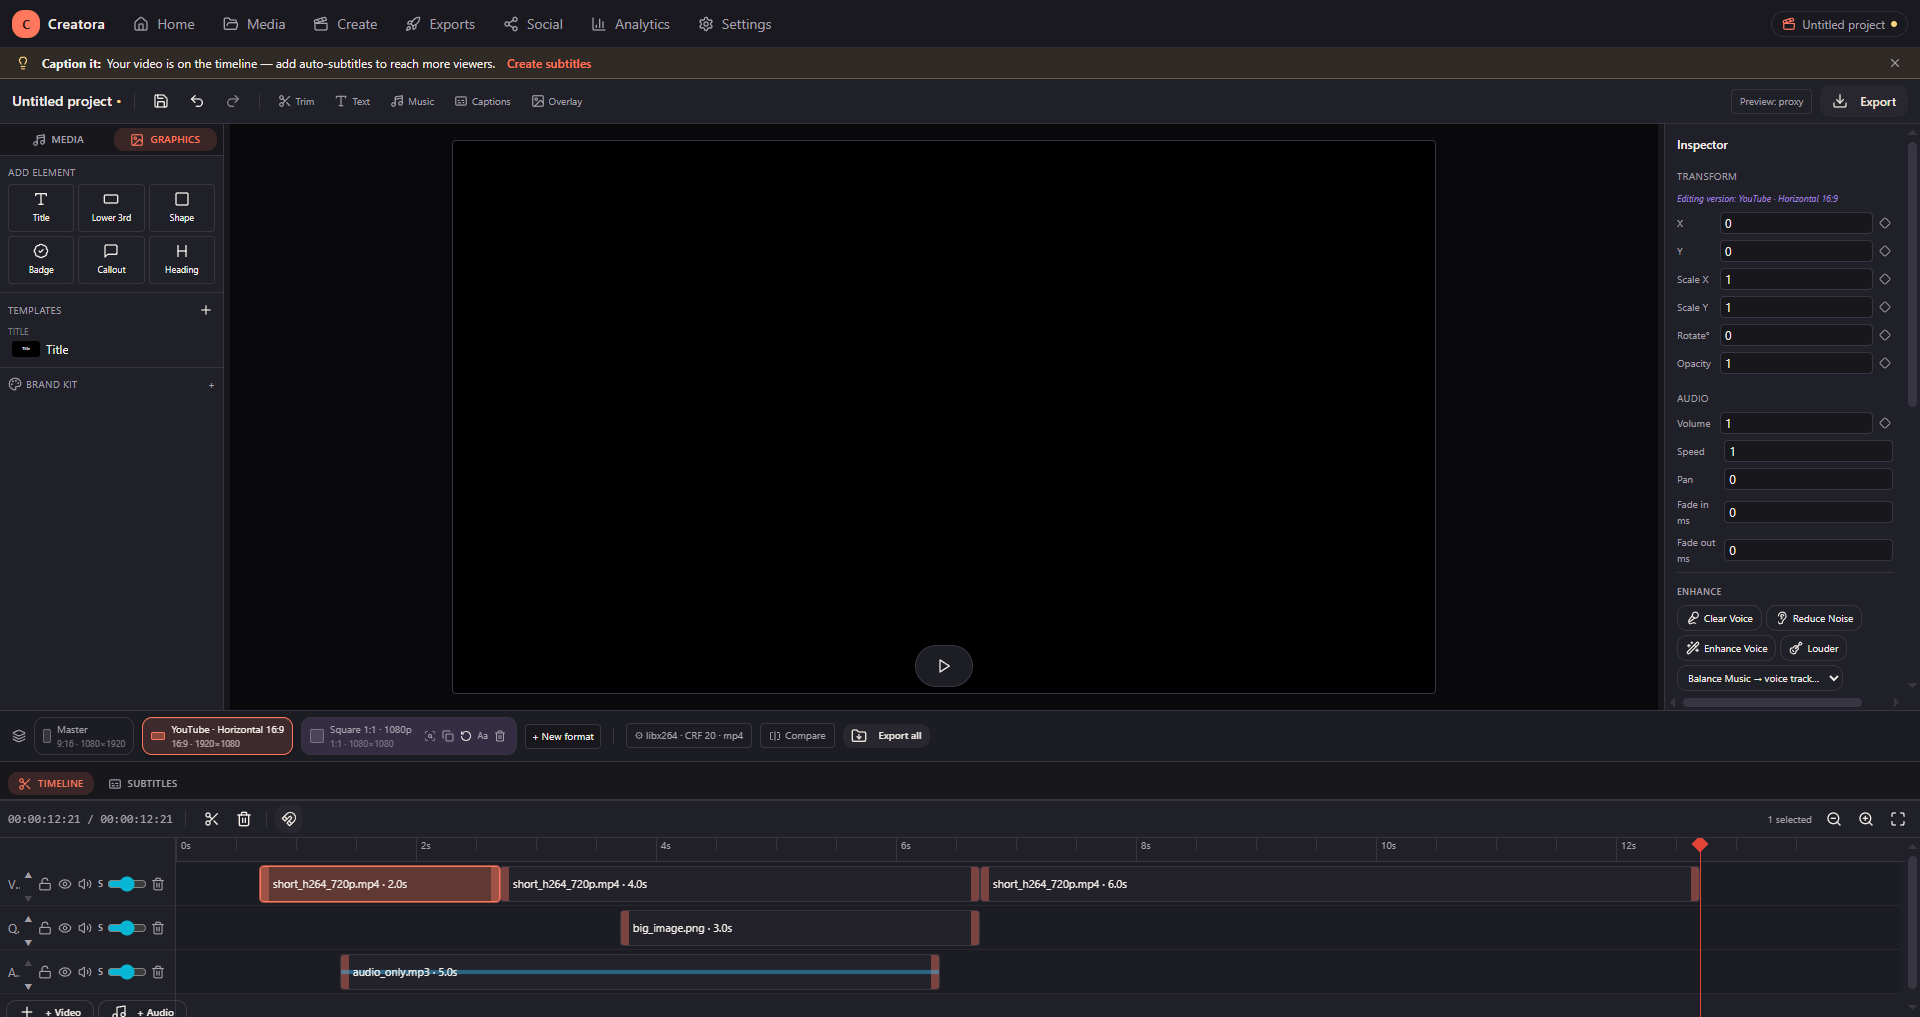 C Creatora Home Media Create Exports Social Analytics Settings Untitled project
Caption it: Your video is on the timeline — add auto-subtitles to reach more viewers. Create subtitles
Untitled project • Trim Text Music Captions Overlay Preview: proxy Export
MEDIA GRAPHICS
ADD ELEMENT
Title Lower 3rd Shape
Badge Callout Heading
TEMPLATES +
TITLE
Title Title
BRAND KIT +
Inspector
TRANSFORM
Editing version: YouTube · Horizontal 16:9
X 0
Y 0
Scale X 1
Scale Y 1
Rotate° 0
Opacity 1
AUDIO
Volume 1
Speed 1
Pan 0
Fade in ms 0
Fade out ms 0
ENHANCE
Clear Voice Reduce Noise
Enhance Voice Louder
Balance Music → voice track...
Master
9:16 · 1080×1920
YouTube · Horizontal 16:9
16:9 · 1920×1080
Square 1:1 · 1080p
1:1 · 1080×1080
Aa
+ New format
libx264 · CRF 20 · mp4
Compare
Export all
TIMELINE SUBTITLES
00:00:12:21 / 00:00:12:21 1 selected
0s 2s 4s 6s 8s 10s 12s
V.. S short_h264_720p.mp4 · 2.0s short_h264_720p.mp4 · 4.0s short_h264_720p.mp4 · 6.0s
Q. S big_image.png · 3.0s
A.. S audio_only.mp3 · 5.0s
+ Video + Audio